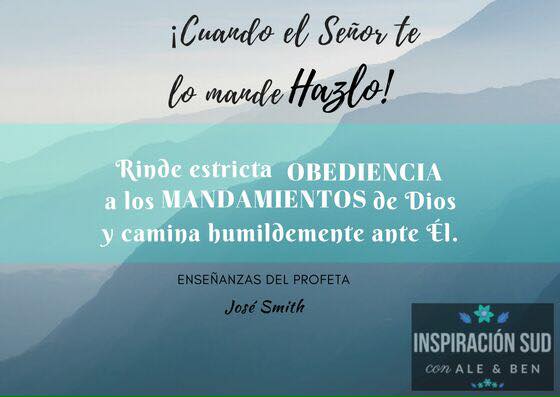 ¡Cuando el Señor te
lo mande Hazlo!
Rinde estricta OBEDIENCIA
a los MANDAMIENTOS de Dios
y camina humildemente ante Él.
ENSEÑANZAS DEL PROFETA
José Smith
INSPIRACIÓN SUD
con ALE & BEN